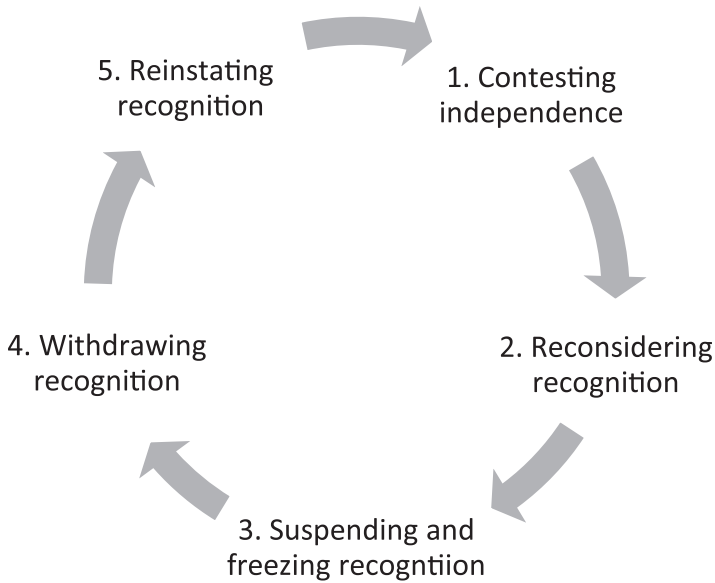 1. Contesting
independence
2. Reconsidering
recognition
3. Suspending and
freezing recogntiion
4. Withdrawing
recognition
5. Reinstating
recognition